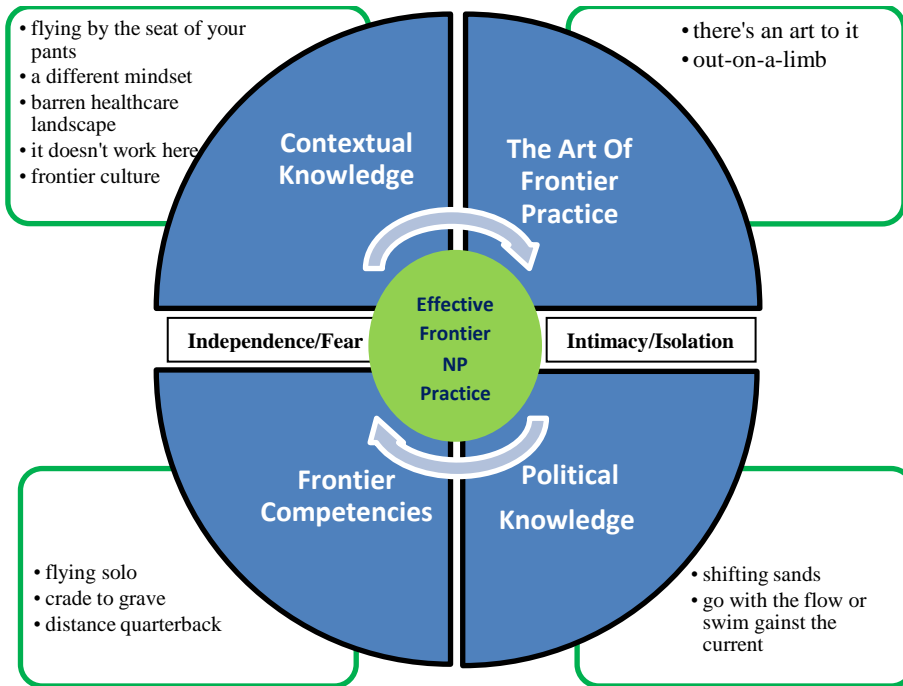 • flying by the seat of your
pants
• a different mindset
• barren healthcare
landscape
• it doesn't work here
• frontier culture
• there's an art to it
• out-on-a-limb
Contextual
Knowledge
The Art Of
Frontier
Practice
Independence/Fear
Effective
Frontier
NP
Practice
Intimacy/Isolation
Frontier
Competencies
Political
Knowledge
• flying solo
• crade to grave
• distance quarterback
• shifting sands
• go with the flow or
swim gainst the
current